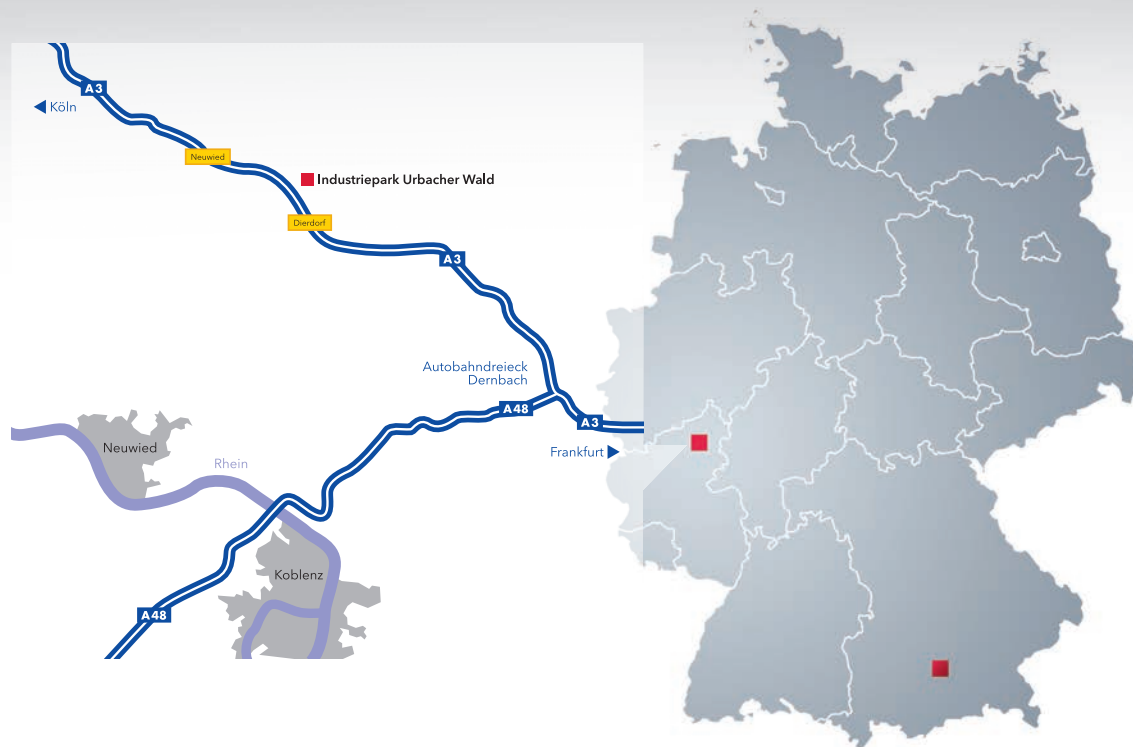 A3
Köln
Neuwied
Industriepark Urbacher Wald
Dierdorf
A3
Autobahndreieck
Dernbach
A48
A3
Frankfurt
Neuwied
Rhein
Koblenz
A48